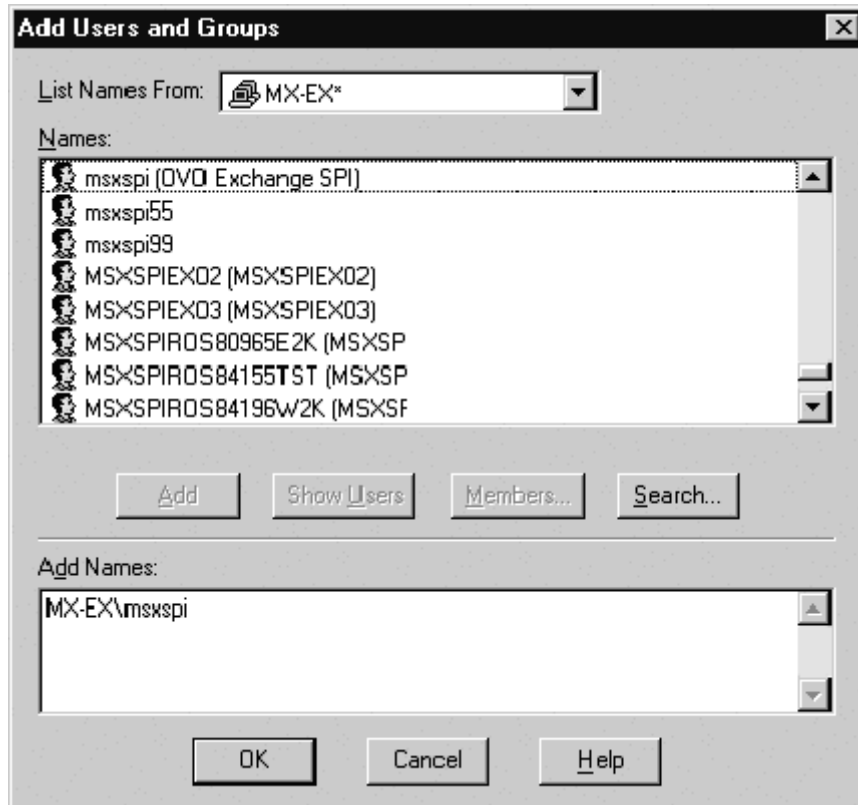 Add Users and Groups
List Names From: MX-EX*
Names:
msxspi (OVO Exchange SPI)
msxspi55
msxspi99
MSXSPIEX02 (MSXSPIEX02)
MSXSPIEX03 (MSXSPIEX03)
MSXSPIROS80965E2K (MSXSP
MSXSPIROS84155TST (MSXSP
MSXSPIROS84196W2K (MSXSF
Add Show Users Members... Search...
Add Names:
MX-EX\msxspi
OK Cancel Help